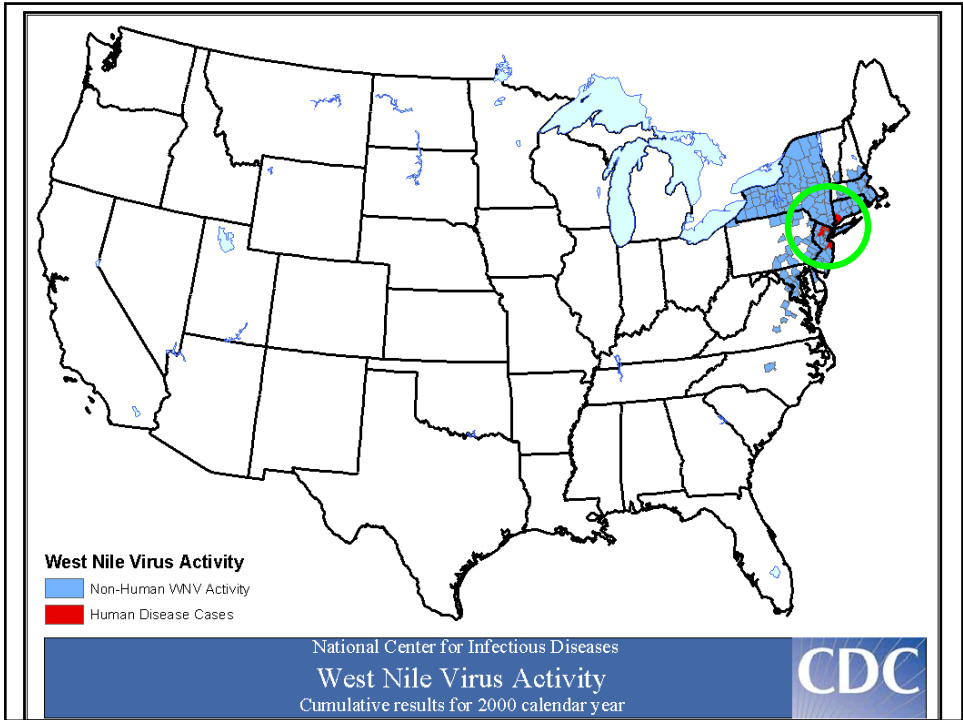 West Nile Virus Activity
Non-Human WNV Activity
Human Disease Cases
National Center for Infectious Diseases
West Nile Virus Activity
Cumulative results for 2000 calendar year
CDC